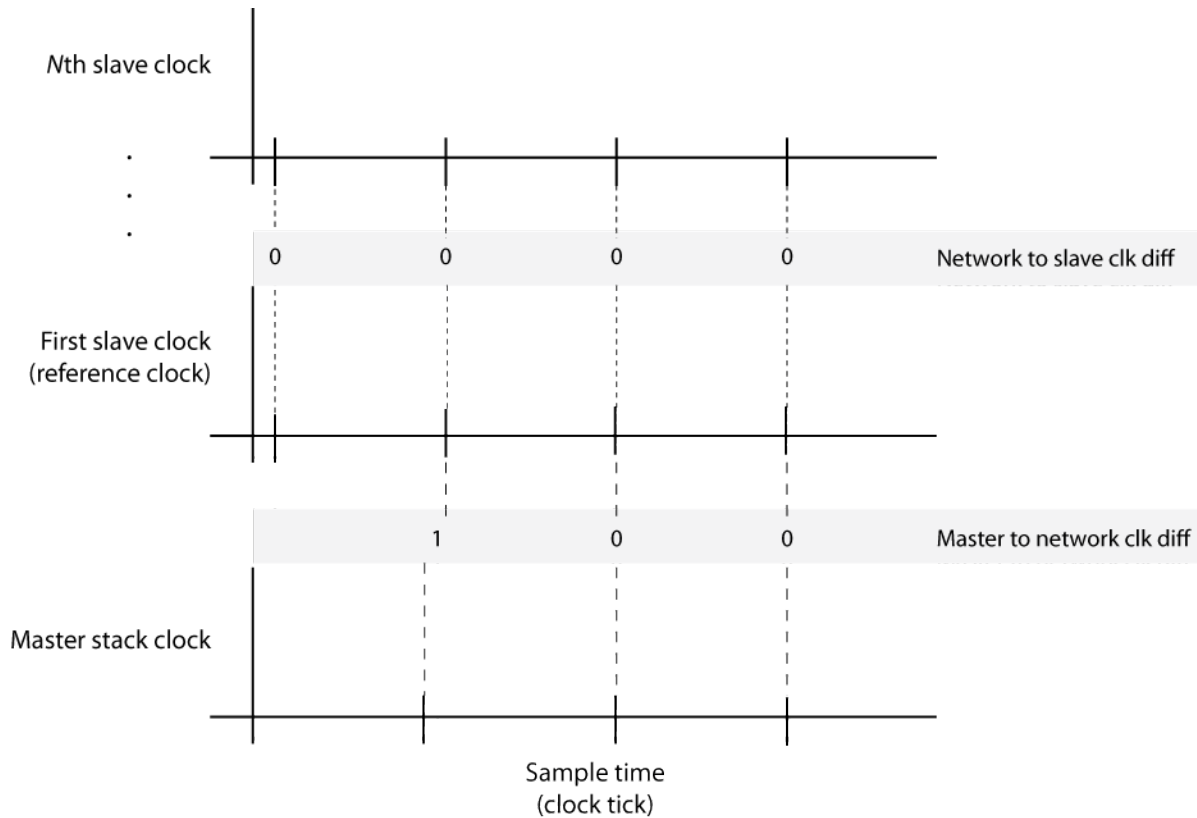 Nth slave clock
.
.
.
0 0 0 0 Network to slave clk diff
First slave clock
(reference clock)
1 0 0 Master to network clk diff
Master stack clock
Sample time
(clock tick)